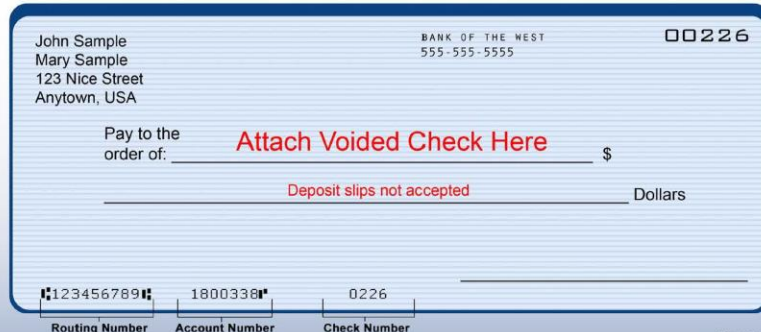 John Sample
Mary Sample
123 Nice Street
Anytown, USA
BANK OF THE WEST
555-555-5555
00226
Pay to the
order of: Attach Voided Check Here $
Deposit slips not accepted Dollars
⑆123456789⑆ 1800338⑈ 0226
Routing Number Account Number Check Number